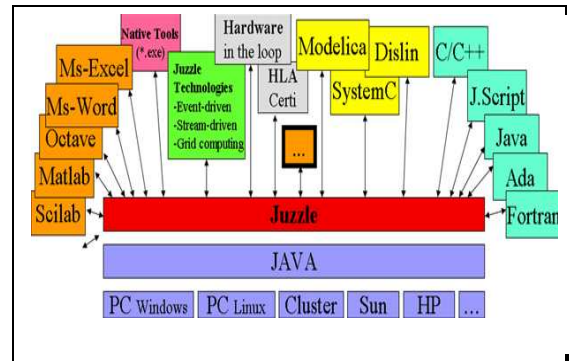 Native Tools
(*.exe)
Hardware
in the loop
Modelica
Dislin
C/C++
Ms-Excel
Juzzle
Technologies
-Event-driven
-Stream-driven
-Grid computing
HLA
Certi
SystemC
J.Script
Ms-Word
Octave
...
Java
Matlab
Ada
Scilab
Juzzle
Fortran
JAVA
PC Windows
PC Linux
Cluster
Sun
HP
...